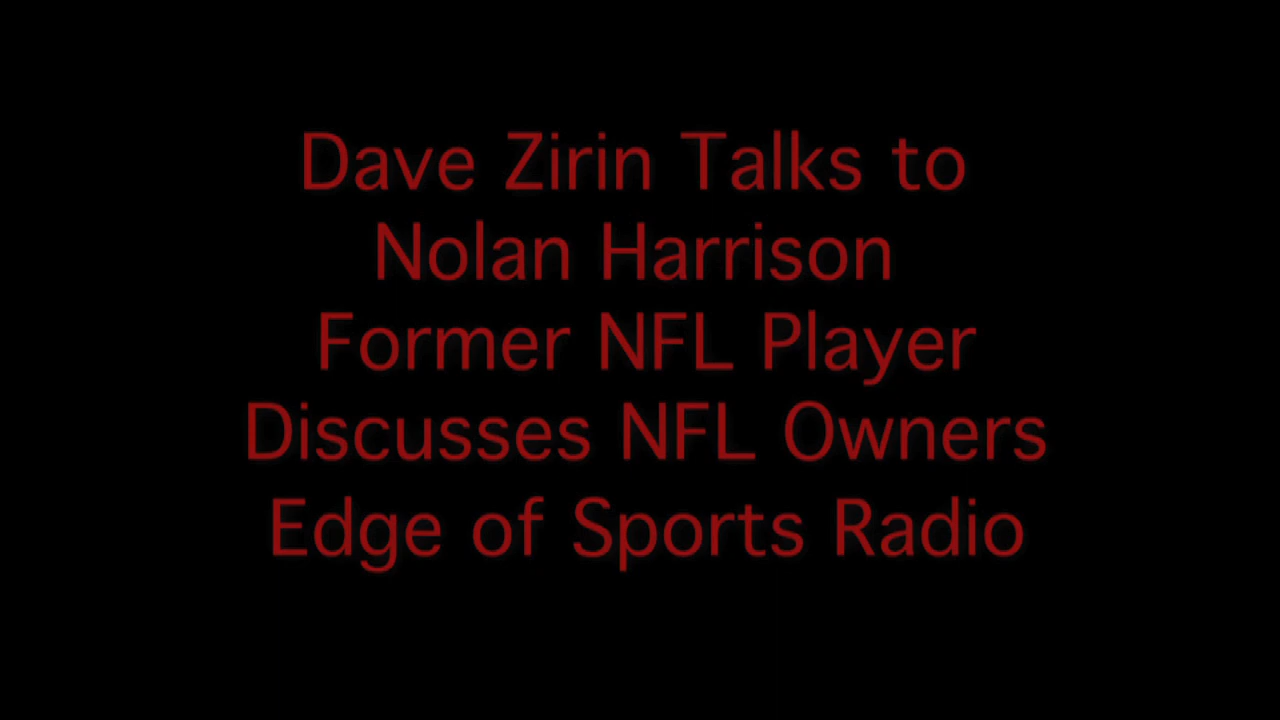 Dave Zirin Talks to
Nolan Harrison
Former NFL Player
Discusses NFL Owners
Edge of Sports Radio